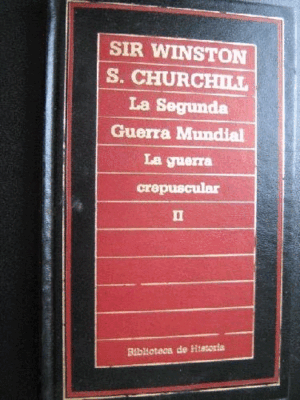 SIR WINSTON
S. CHURCHILL
La Segunda
Guerra Mundial
La guerra
crepuscular
II
Biblioteca de Historia